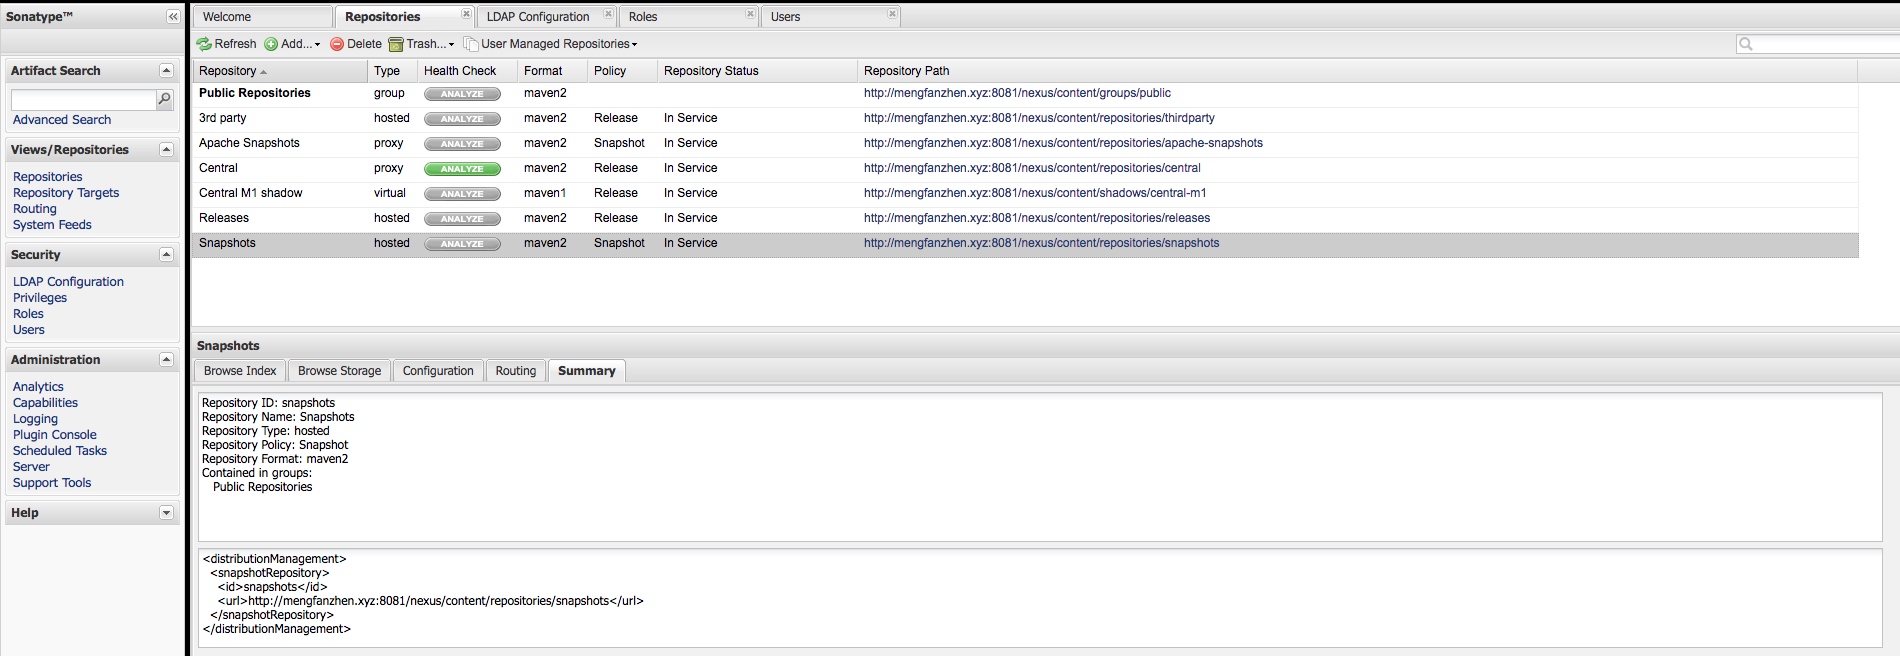 Sonatype™
Artifact Search
Advanced Search
Views/Repositories
Repositories
Repository Targets
Routing
System Feeds
Security
LDAP Configuration
Privileges
Roles
Users
Administration
Analytics
Capabilities
Logging
Plugin Console
Scheduled Tasks
Server
Support Tools
Help
Welcome Repositories LDAP Configuration Roles Users
Refresh Add... Delete Trash... User Managed Repositories
Repository Type Health Check Format Policy Repository Status Repository Path
Public Repositories group ANALYZE maven2 http://mengfanzhen.xyz:8081/nexus/content/groups/public
3rd party hosted ANALYZE maven2 Release In Service http://mengfanzhen.xyz:8081/nexus/content/repositories/thirdparty
Apache Snapshots proxy ANALYZE maven2 Snapshot In Service http://mengfanzhen.xyz:8081/nexus/content/repositories/apache-snapshots
Central proxy ANALYZE maven2 Release In Service http://mengfanzhen.xyz:8081/nexus/content/repositories/central
Central M1 shadow virtual ANALYZE maven1 Release In Service http://mengfanzhen.xyz:8081/nexus/content/shadows/central-m1
Releases hosted ANALYZE maven2 Release In Service http://mengfanzhen.xyz:8081/nexus/content/repositories/releases
Snapshots hosted ANALYZE maven2 Snapshot In Service http://mengfanzhen.xyz:8081/nexus/content/repositories/snapshots
Snapshots
Browse Index Browse Storage Configuration Routing Summary
Repository ID: snapshots
Repository Name: Snapshots
Repository Type: hosted
Repository Policy: Snapshot
Repository Format: maven2
Contained in groups:
Public Repositories
<distributionManagement>
<snapshotRepository>
<id>snapshots</id>
<url>http://mengfanzhen.xyz:8081/nexus/content/repositories/snapshots</url>
</snapshotRepository>
</distributionManagement>